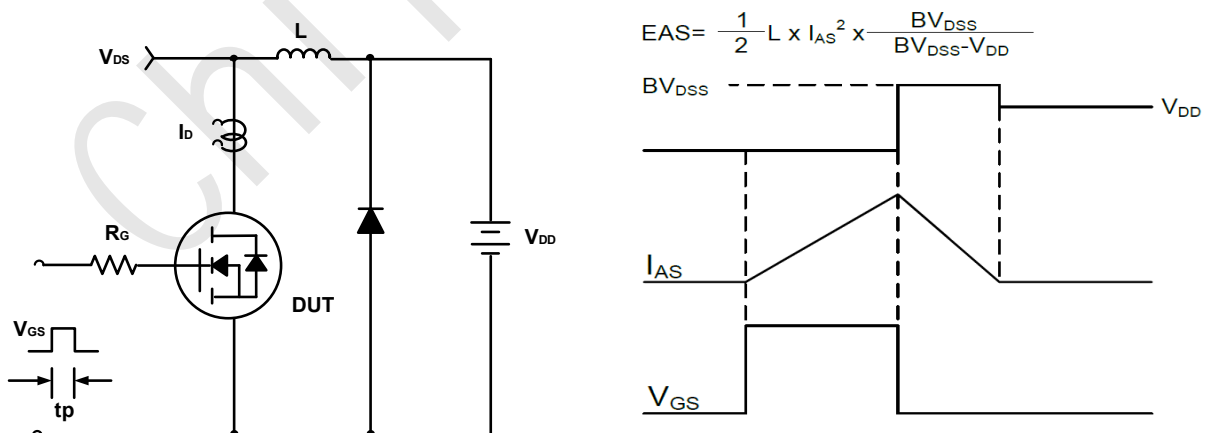 L
VDS
ID
RG
VDD
DUT
VGS
tp
EAS= 1/2 L x IAS² x BVDSS/BVDSS-VDD
BVDSS
VDD
IAS
VGS